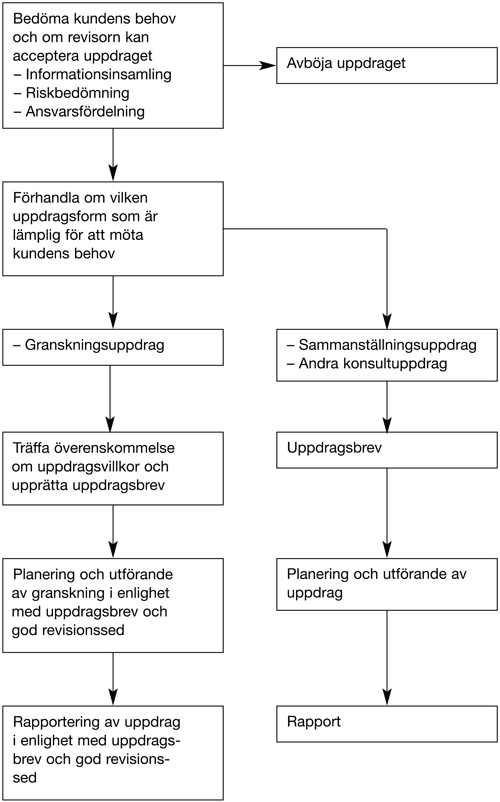 Bedöma kundens behov
och om revisorn kan
acceptera uppdraget
– Informationsinsamling
– Riskbedömning
– Ansvarsfördelning
Avböja uppdraget
Förhandla om vilken
uppdragsform som är
lämplig för att möta
kundens behov
– Granskningsuppdrag
– Sammanställningsuppdrag
– Andra konsultuppdrag
Träffa överenskommelse
om uppdragsvillkor och
upprätta uppdragsbrev
Uppdragsbrev
Planering och utförande
av granskning i enlighet
med uppdragsbrev och
god revisionssed
Planering och utförande av
uppdrag
Rapportering av uppdrag
i enlighet med uppdrags-
brev och god revisions-
sed
Rapport